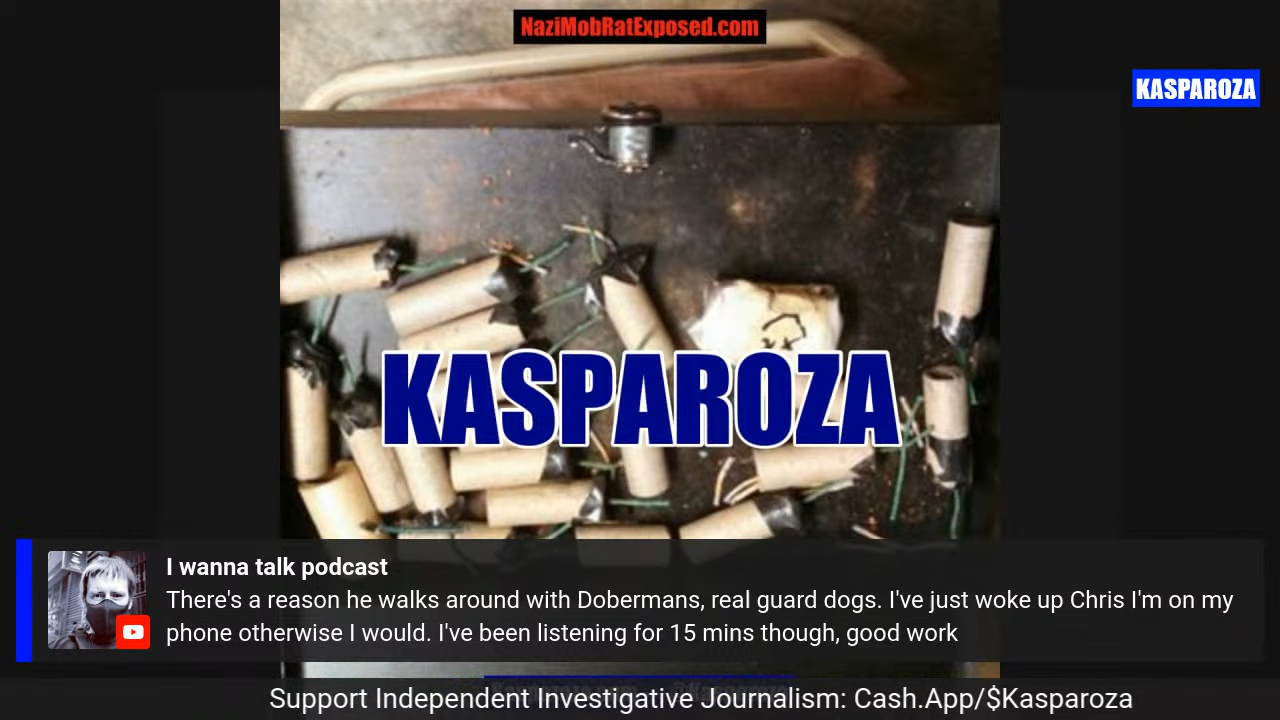 NaziMobRatExposed.com
KASPAROZA
KASPAROZA
I wanna talk podcast
There's a reason he walks around with Dobermans, real guard dogs. I've just woke up Chris I'm on my
phone otherwise I would. I've been listening for 15 mins though, good work
Support Independent Investigative Journalism: Cash.App/$Kasparoza